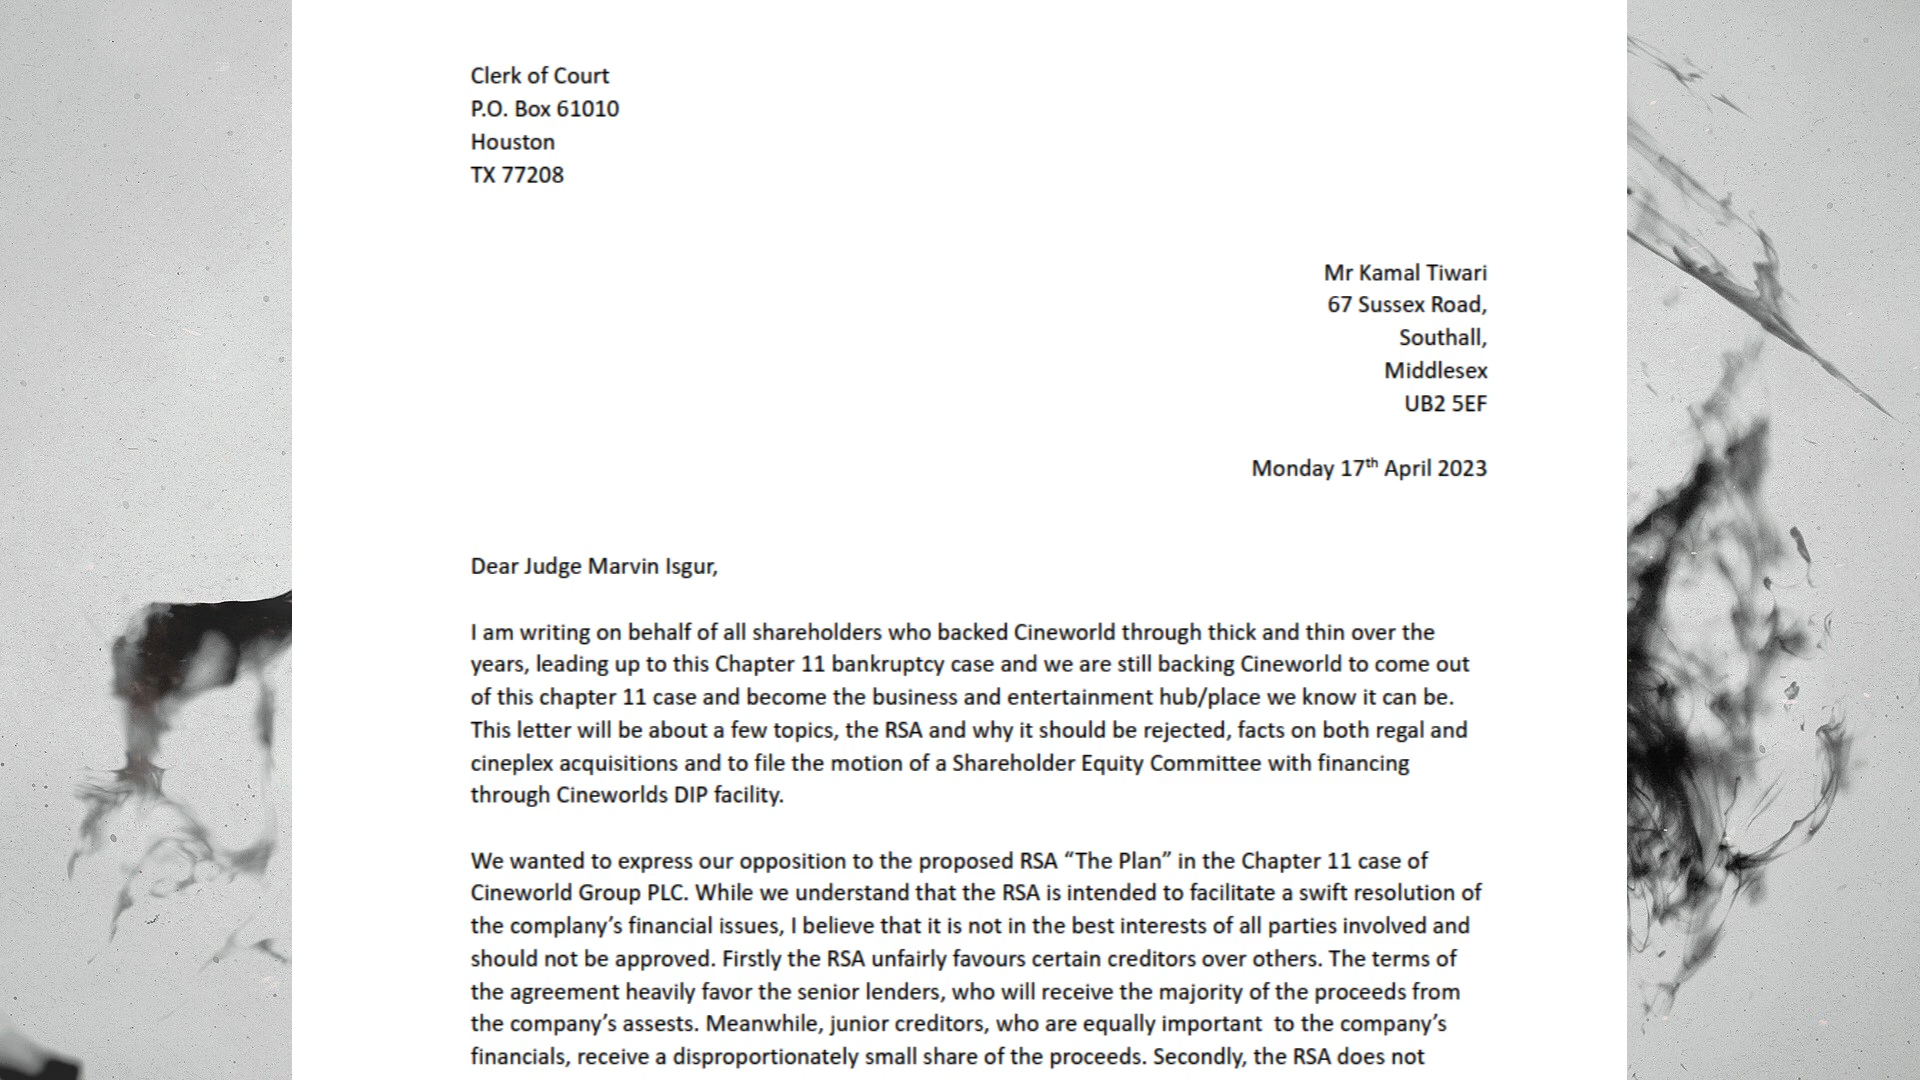 Clerk of Court
P.O. Box 61010
Houston
TX 77208
Mr Kamal Tiwari
67 Sussex Road,
Southall,
Middlesex
UB2 5EF
Monday 17th April 2023
Dear Judge Marvin Isgur,
I am writing on behalf of all shareholders who backed Cineworld through thick and thin over the
years, leading up to this Chapter 11 bankruptcy case and we are still backing Cineworld to come out
of this chapter 11 case and become the business and entertainment hub/place we know it can be.
This letter will be about a few topics, the RSA and why it should be rejected, facts on both regal and
cineplex acquisitions and to file the motion of a Shareholder Equity Committee with financing
through Cineworlds DIP facility.
We wanted to express our opposition to the proposed RSA “The Plan” in the Chapter 11 case of
Cineworld Group PLC. While we understand that the RSA is intended to facilitate a swift resolution of
the complany’s financial issues, I believe that it is not in the best interests of all parties involved and
should not be approved. Firstly the RSA unfairly favours certain creditors over others. The terms of
the agreement heavily favor the senior lenders, who will receive the majority of the proceeds from
the company’s assests. Meanwhile, junior creditors, who are equally important  to the company’s
financials, receive a disproportionately small share of the proceeds. Secondly, the RSA does not